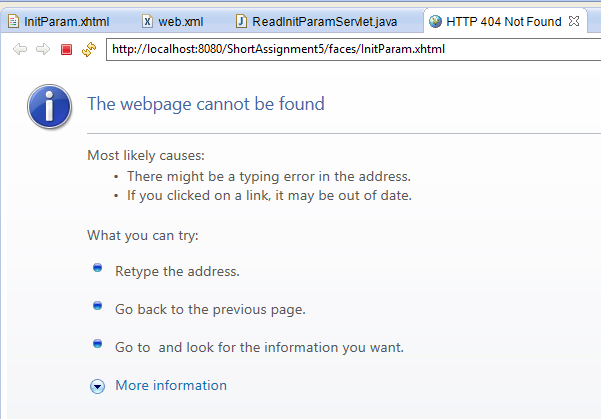 InitParam.xhtml web.xml ReadInitParamServlet.java HTTP 404 Not Found
http://localhost:8080/ShortAssignment5/faces/InitParam.xhtml
The webpage cannot be found
Most likely causes:
• There might be a typing error in the address.
• If you clicked on a link, it may be out of date.
What you can try:
Retype the address.
Go back to the previous page.
Go to  and look for the information you want.
More information